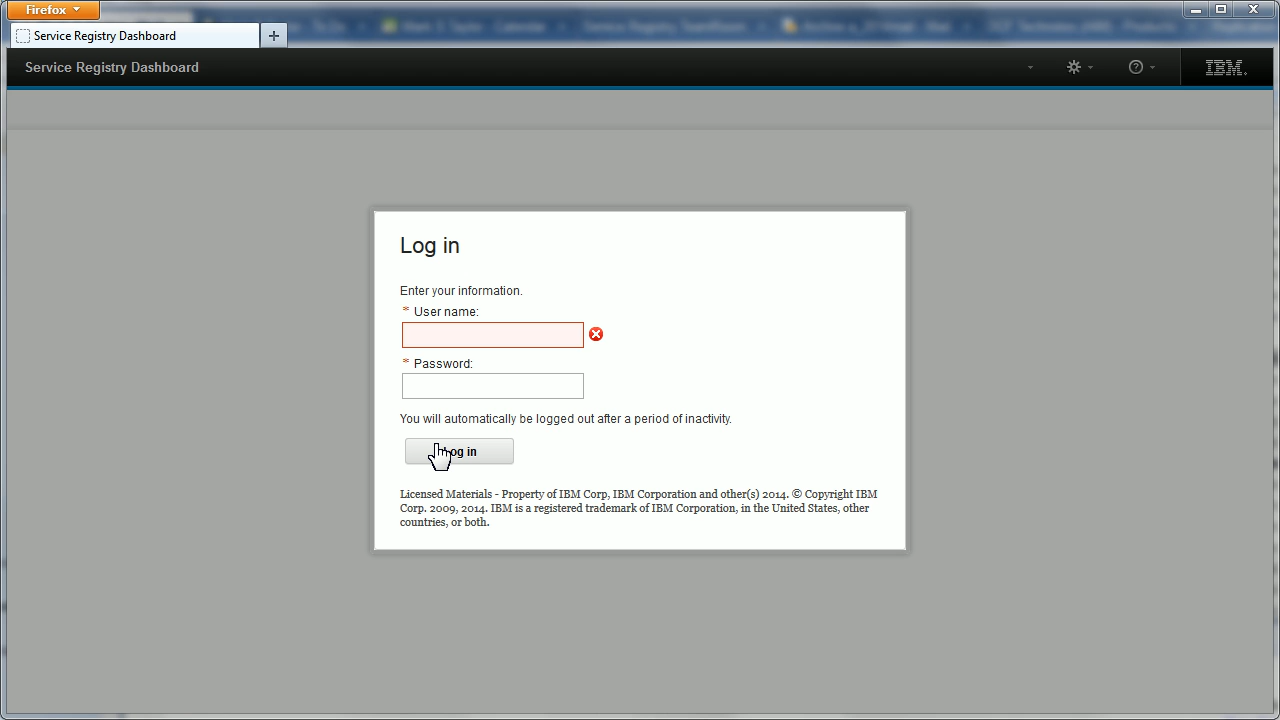 Firefox
Service Registry Dashboard
Service Registry Dashboard
IBM
Log in
Enter your information.
* User name:
* Password:
You will automatically be logged out after a period of inactivity.
Log in
Licensed Materials - Property of IBM Corp, IBM Corporation and other(s) 2014. © Copyright IBM
Corp. 2009, 2014. IBM is a registered trademark of IBM Corporation, in the United States, other
countries, or both.